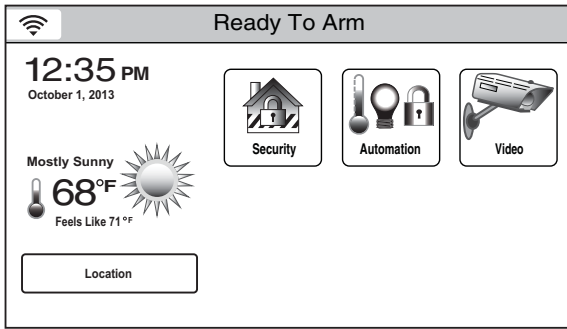 Ready To Arm
12:35 PM
October 1, 2013
Mostly Sunny
68°F
Feels Like 71°F
Location
Security
Automation
Video